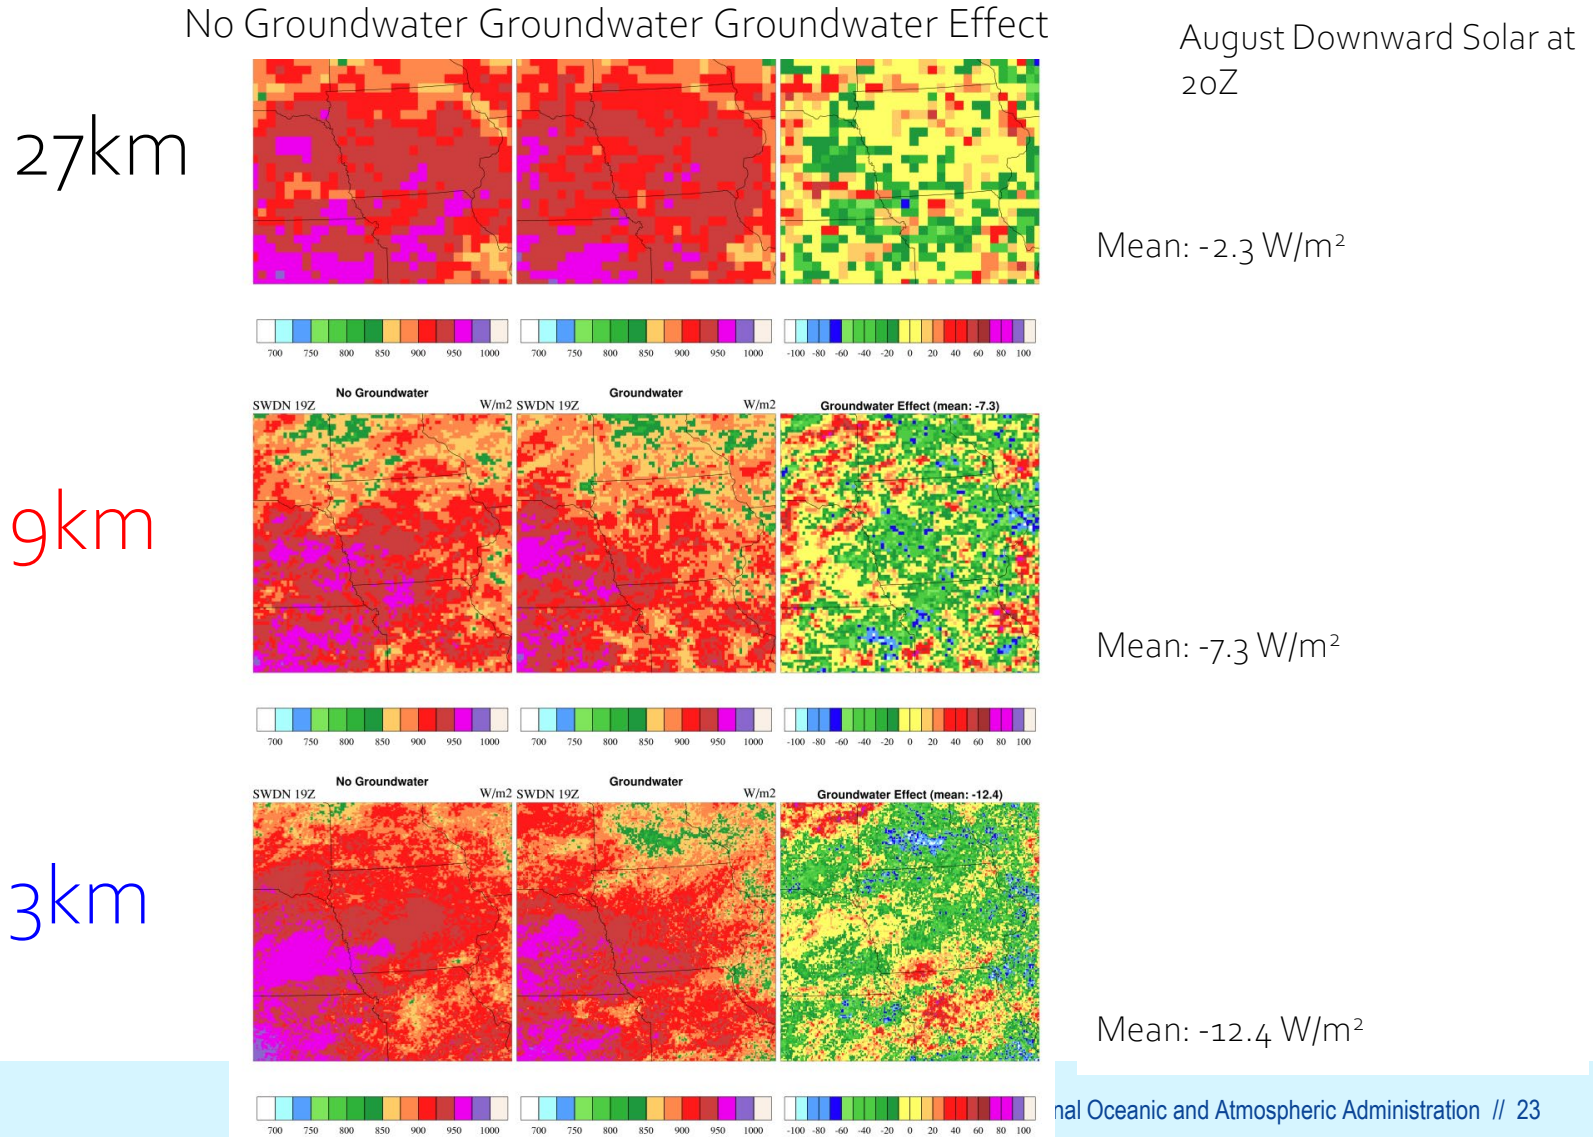 No Groundwater Groundwater Groundwater Effect
August Downward Solar at
20Z
27km
Mean: -2.3 W/m²
700 750 800 850 900 950 1000
700 750 800 850 900 950 1000
-100 -80 -60 -40 -20 0 20 40 60 80 100
No Groundwater
SWDN 19Z W/m2
Groundwater
SWDN 19Z W/m2
Groundwater Effect (mean: -7.3)
9km
Mean: -7.3 W/m²
700 750 800 850 900 950 1000
700 750 800 850 900 950 1000
-100 -80 -60 -40 -20 0 20 40 60 80 100
No Groundwater
SWDN 19Z W/m2
Groundwater
SWDN 19Z W/m2
Groundwater Effect (mean: -12.4)
3km
Mean: -12.4 W/m²
700 750 800 850 900 950 1000
700 750 800 850 900 950 1000
-100 -80 -60 -40 -20 0 20 40 60 80 100
nal Oceanic and Atmospheric Administration // 23